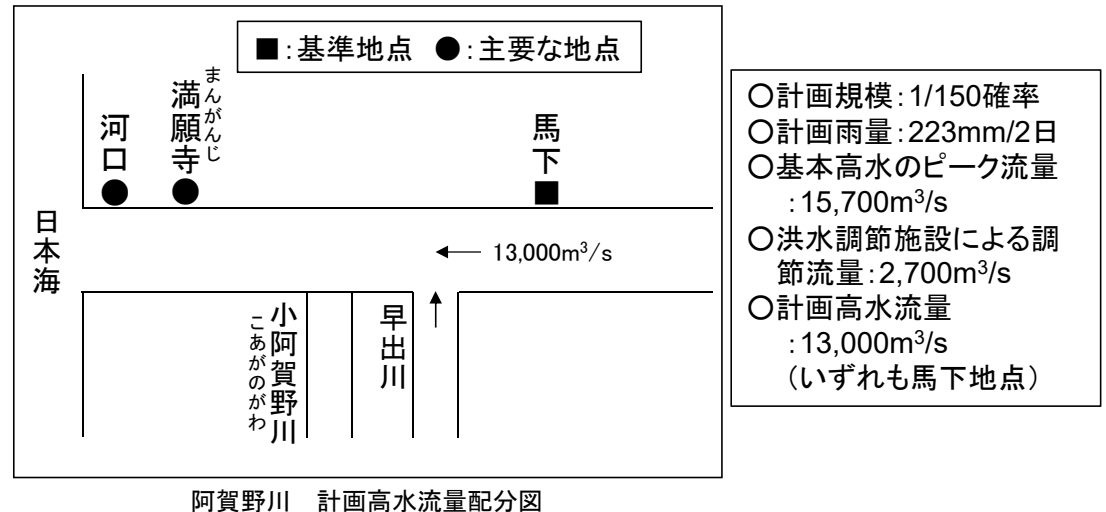 ■：基準地点　●：主要な地点
河口
満願寺
まんがんじ
馬下
日本海
13,000m³/s
小阿賀野川
こあがのがわ
早出川
阿賀野川　計画高水流量配分図
〇計画規模：1/150確率
〇計画雨量：223mm/2日
〇基本高水のピーク流量
：15,700m³/s
〇洪水調節施設による調
節流量：2,700m³/s
〇計画高水流量
：13,000m³/s
（いずれも馬下地点）